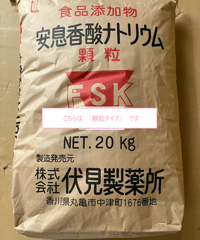 食品添加物
安息香酸ナトリウム
顆粒
FSK
こちらは 「顆粒タイプ」 です
NET. 20 kg
製造発売元
株式会社 伏見製薬所
香川県丸亀市中津町1676番地